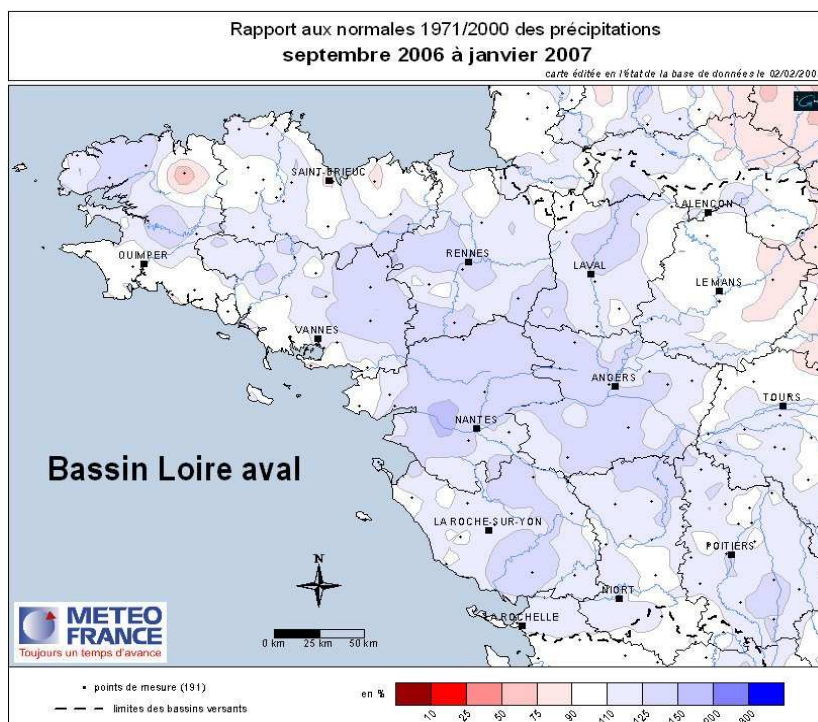 Rapport aux normales 1971/2000 des précipitations
septembre 2006 à janvier 2007
carte éditée en l'état de la base de données le 02/02/200
SAINT-BRIEUC
ALENÇON
QUIMPER
RENNES
LAVAL
LE MANS
VANNES
ANGERS
TOURS
NANTES
Bassin Loire aval
LA ROCHE-SUR-YON
POITIERS
N
NIORT
LA ROCHELLE
METEO
FRANCE
Toujours un temps d'avance
0 km 25 km 50 km
points de mesure (191)
limites des bassins versants
en %
10 25 50 75 90 110 125 150 200 300